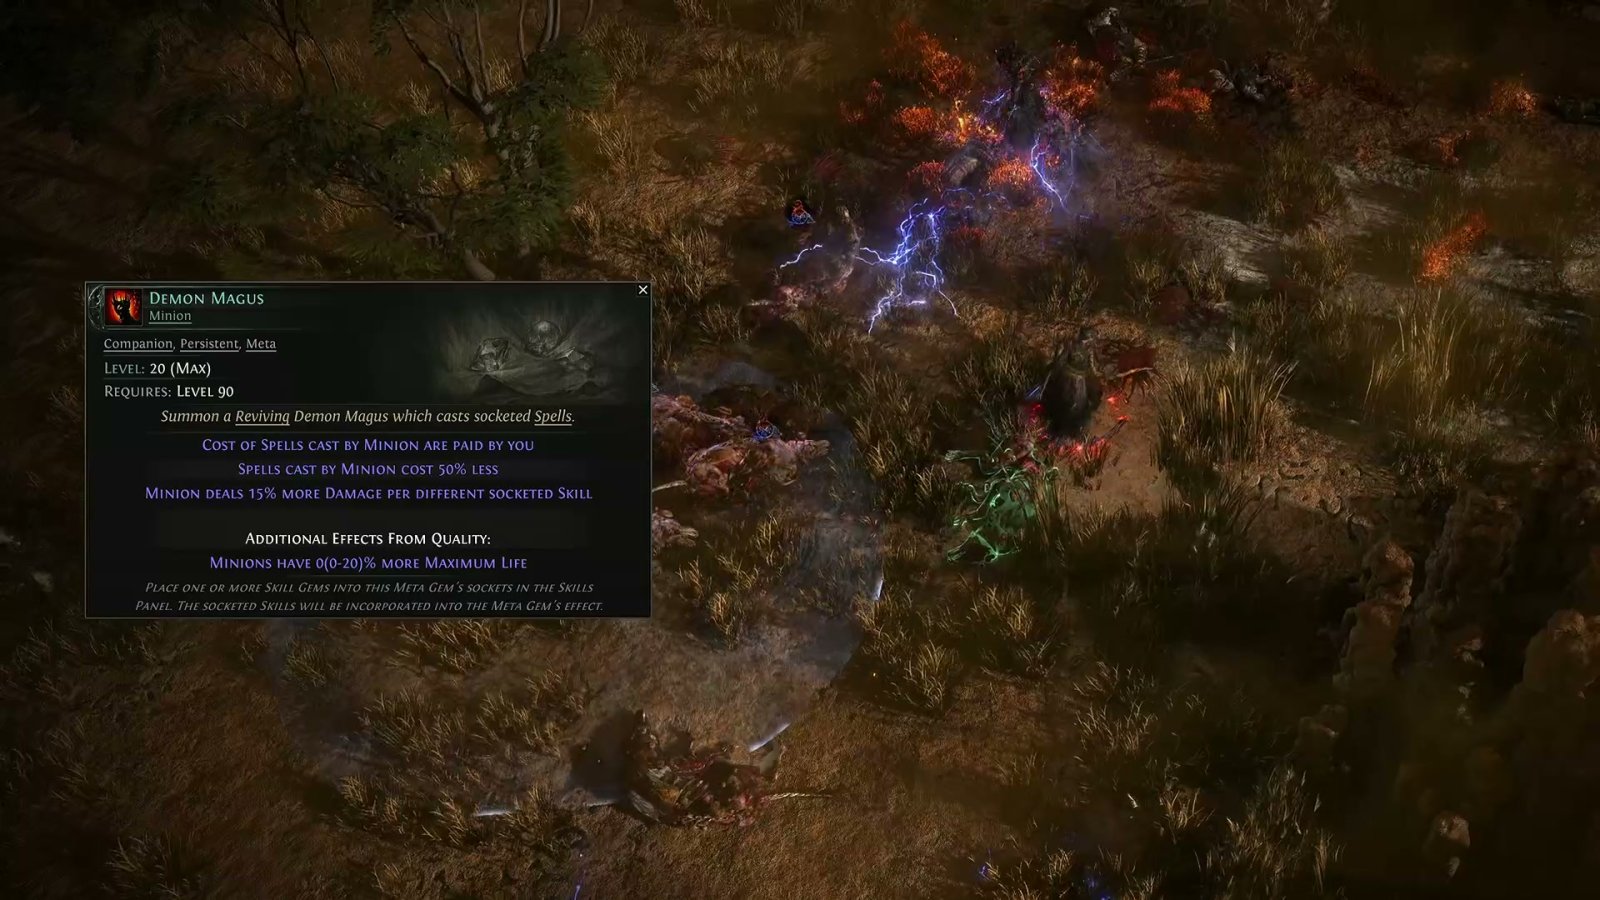 Demon Magus
Minion
Companion, Persistent, Meta
Level: 20 (Max)
Requires: Level 90
Summon a Reviving Demon Magus which casts socketed Spells.
Cost of Spells cast by Minion are paid by you
Spells cast by Minion cost 50% less
Minion deals 15% more Damage per different socketed Skill
Additional Effects From Quality:
Minions have 0(0-20)% more Maximum Life
Place one or more Skill Gems into this Meta Gem's sockets in the Skills
Panel. The socketed Skills will be incorporated into the Meta Gem's effect.